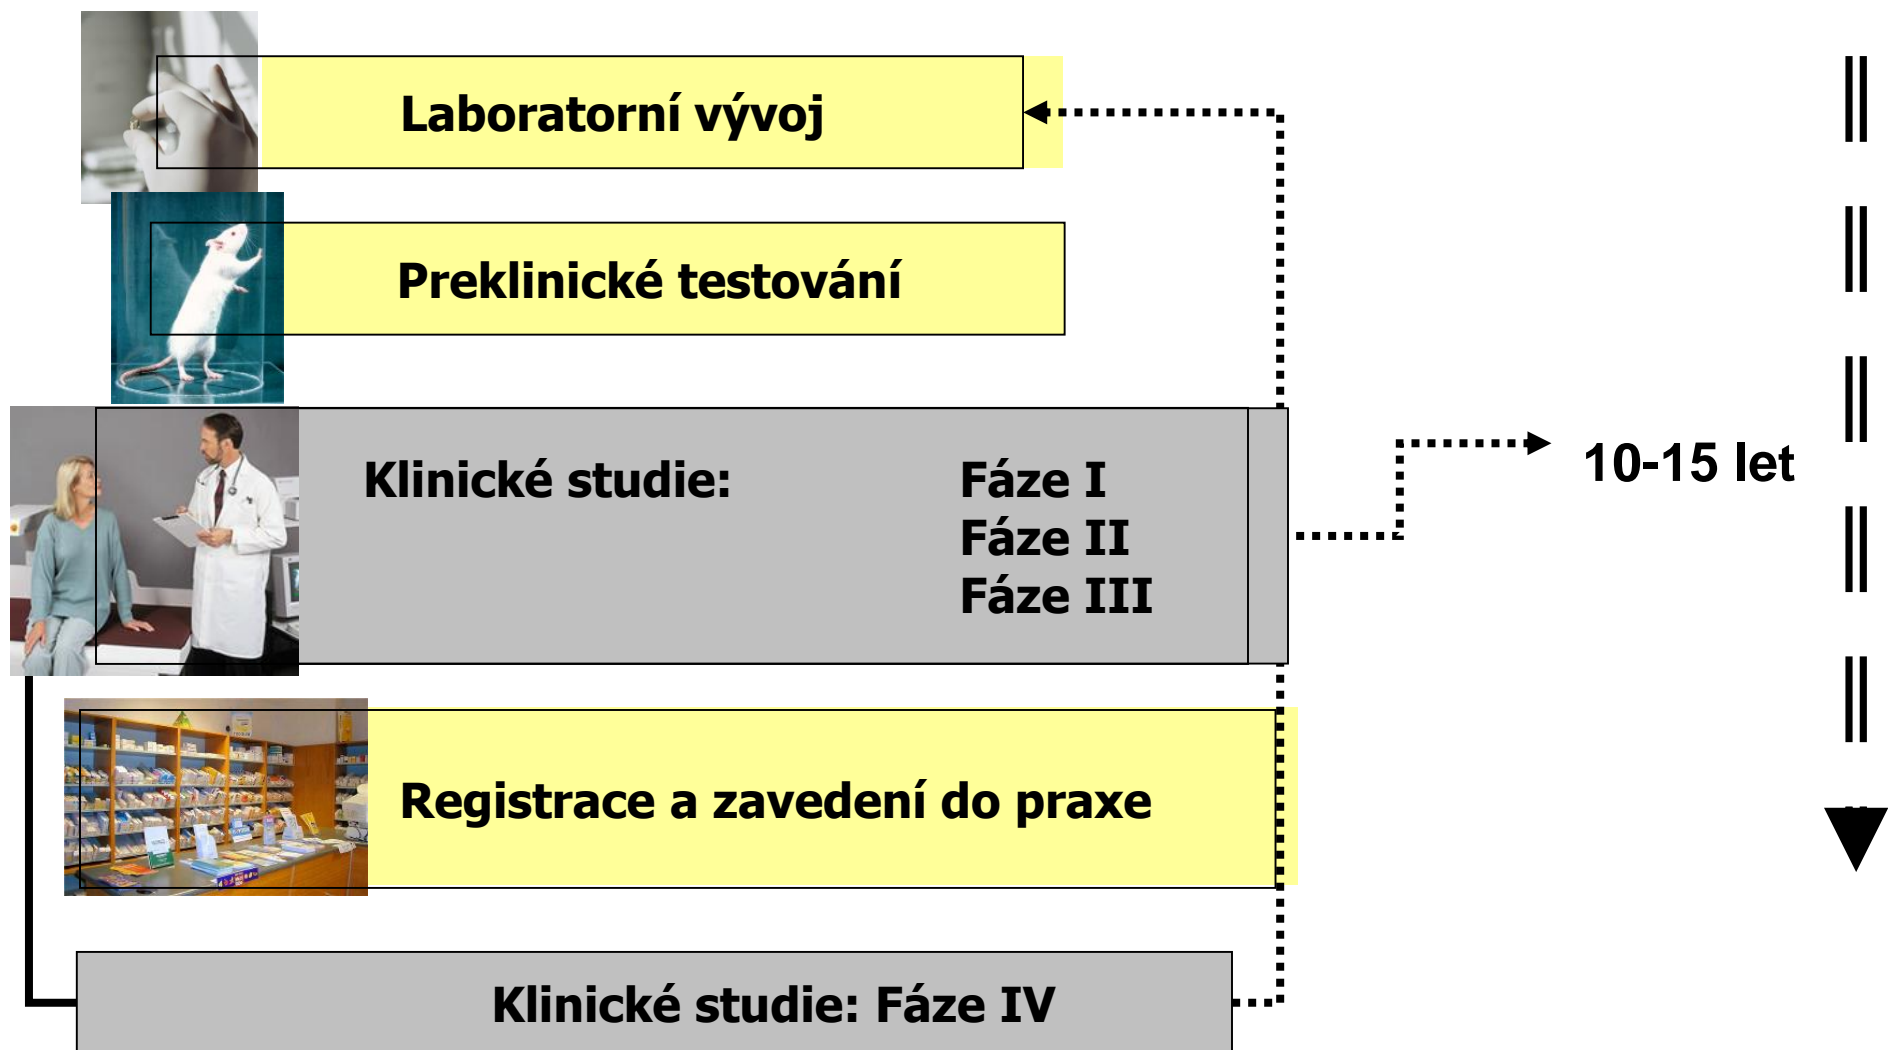 Laboratorní vývoj
Preklinické testování
Klinické studie: Fáze I
Fáze II
Fáze III
10-15 let
Registrace a zavedení do praxe
Klinické studie: Fáze IV